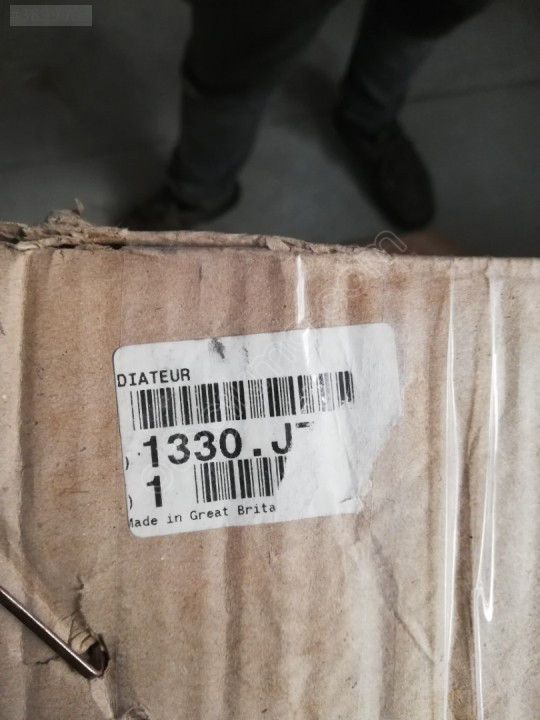 DIATEUR
) 1330.J
) 1
Made in Great Brita